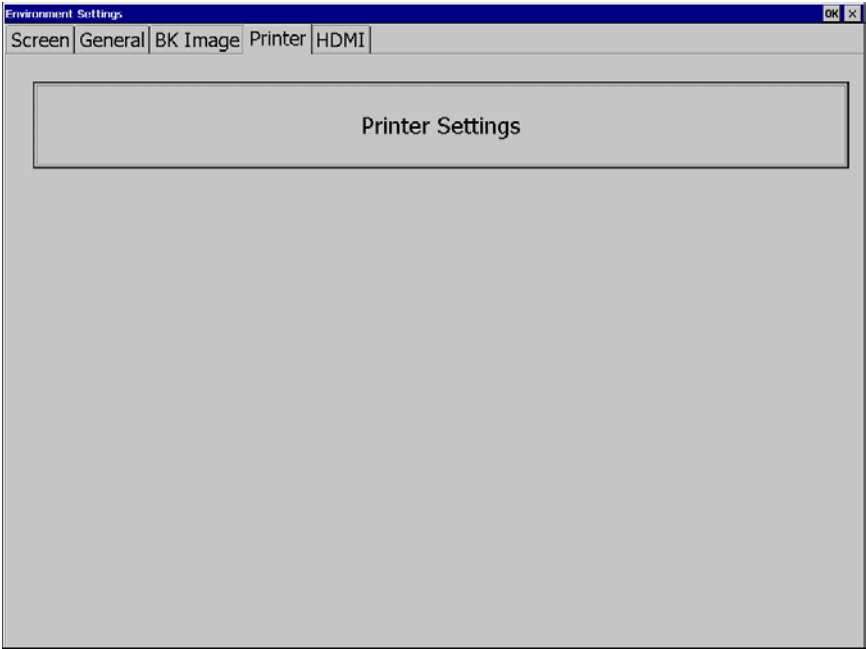 Environment Settings OK ×
Screen General BK Image Printer HDMI
Printer Settings